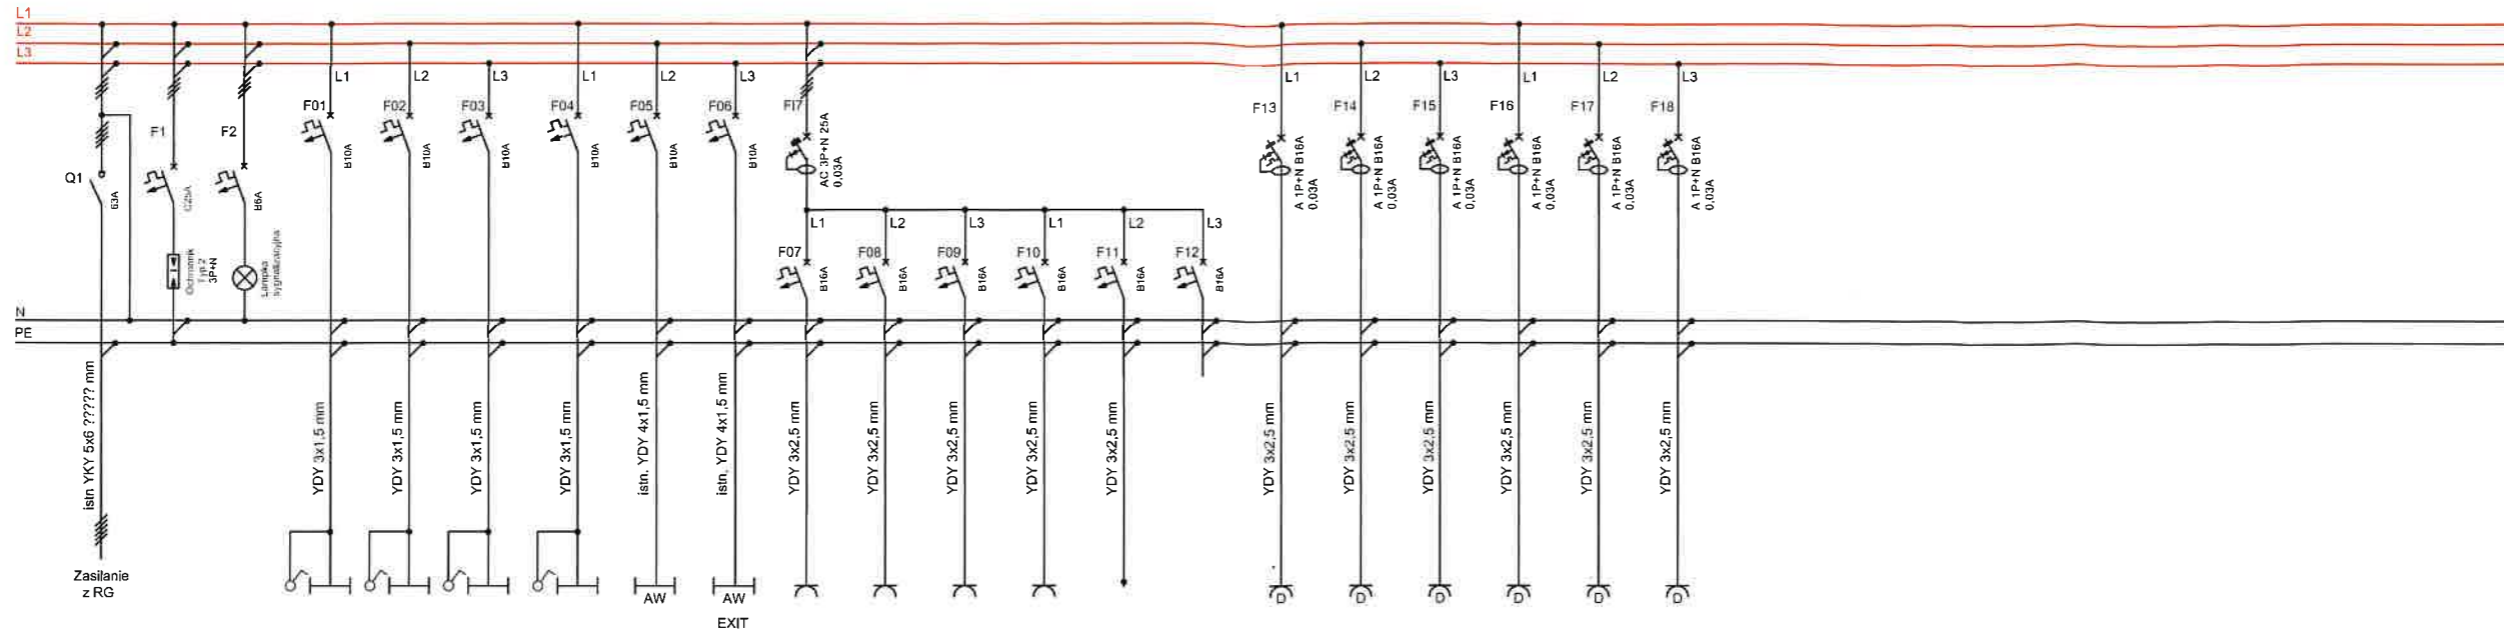 L1
L2
L3
L1
L2
L3
L1
L2
L3
L1
L2
L3
L1
L2
L3
F01
F02
F03
F04
F05
F06
FI7
F13
F14
F15
F16
F17
F18
F1
F2
Q1
63A
C25A
B6A
B10A
B10A
B10A
B10A
B10A
B10A
AC 3P+N 25A
0,03A
A 1P+N B16A
0,03A
A 1P+N B16A
0,03A
A 1P+N B16A
0,03A
A 1P+N B16A
0,03A
A 1P+N B16A
0,03A
A 1P+N B16A
0,03A
L1
L2
L3
L1
L2
L3
F07
F08
F09
F10
F11
F12
B16A
B16A
B16A
B16A
B16A
B16A
Ochronnik
Typ 2
3P+N
Lampka
sygnalizacyjna
N
PE
istn YKY 5x6 ????? mm
YDY 3x1,5 mm
YDY 3x1,5 mm
YDY 3x1,5 mm
YDY 3x1,5 mm
istn. YDY 4x1,5 mm
istn. YDY 4x1,5 mm
YDY 3x2,5 mm
YDY 3x2,5 mm
YDY 3x2,5 mm
YDY 3x2,5 mm
YDY 3x2,5 mm
YDY 3x2,5 mm
YDY 3x2,5 mm
YDY 3x2,5 mm
YDY 3x2,5 mm
YDY 3x2,5 mm
YDY 3x2,5 mm
Zasilanie
z RG
AW
AW
EXIT
D
D
D
D
D
D